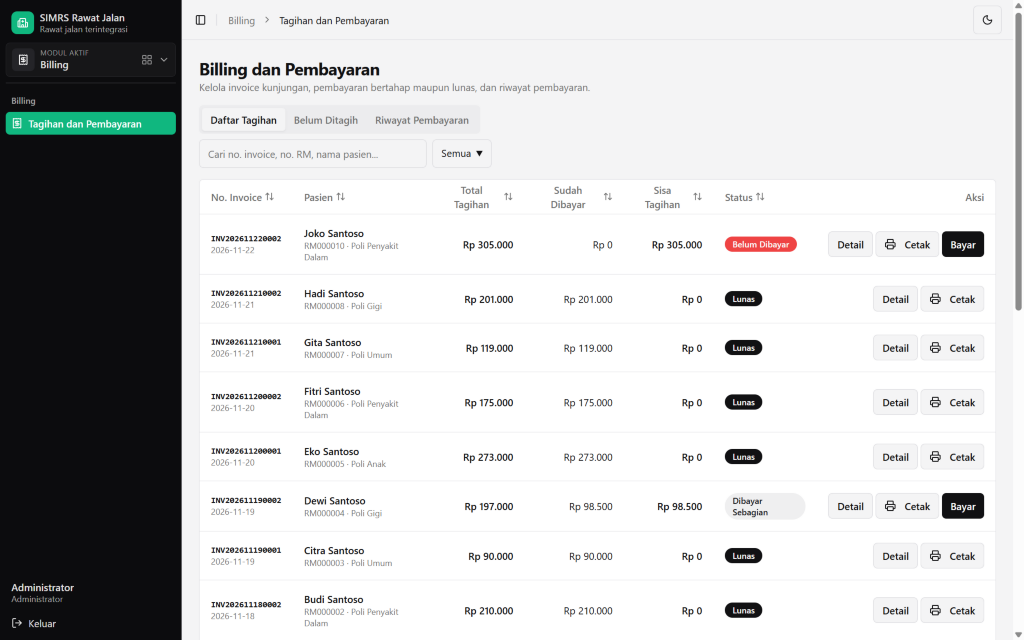 SIMRS Rawat Jalan
Rawat jalan terintegrasi
MODUL AKTIF
Billing
Billing
Tagihan dan Pembayaran
Administrator
Administrator
Keluar
Billing > Tagihan dan Pembayaran
Billing dan Pembayaran
Kelola invoice kunjungan, pembayaran bertahap maupun lunas, dan riwayat pembayaran.
Daftar Tagihan Belum Ditagih Riwayat Pembayaran
Cari no. invoice, no. RM, nama pasien... Semua ▼
No. Invoice Pasien Total Tagihan Sudah Dibayar Sisa Tagihan Status Aksi
INV202611220002 Joko Santoso Rp 305.000 Rp 0 Rp 305.000 Belum Dibayar Detail Cetak Bayar
2026-11-22 RM000010 · Poli Penyakit
Dalam
INV202611210002 Hadi Santoso Rp 201.000 Rp 201.000 Rp 0 Lunas Detail Cetak
2026-11-21 RM000008 · Poli Gigi
INV202611210001 Gita Santoso Rp 119.000 Rp 119.000 Rp 0 Lunas Detail Cetak
2026-11-21 RM000007 · Poli Umum
INV202611200002 Fitri Santoso Rp 175.000 Rp 175.000 Rp 0 Lunas Detail Cetak
2026-11-20 RM000006 · Poli Penyakit
Dalam
INV202611200001 Eko Santoso Rp 273.000 Rp 273.000 Rp 0 Lunas Detail Cetak
2026-11-20 RM000005 · Poli Anak
INV202611190002 Dewi Santoso Rp 197.000 Rp 98.500 Rp 98.500 Dibayar Sebagian Detail Cetak Bayar
2026-11-19 RM000004 · Poli Gigi
INV202611190001 Citra Santoso Rp 90.000 Rp 90.000 Rp 0 Lunas Detail Cetak
2026-11-19 RM000003 · Poli Umum
INV202611180002 Budi Santoso Rp 210.000 Rp 210.000 Rp 0 Lunas Detail Cetak
2026-11-18 RM000002 · Poli Penyakit
Dalam